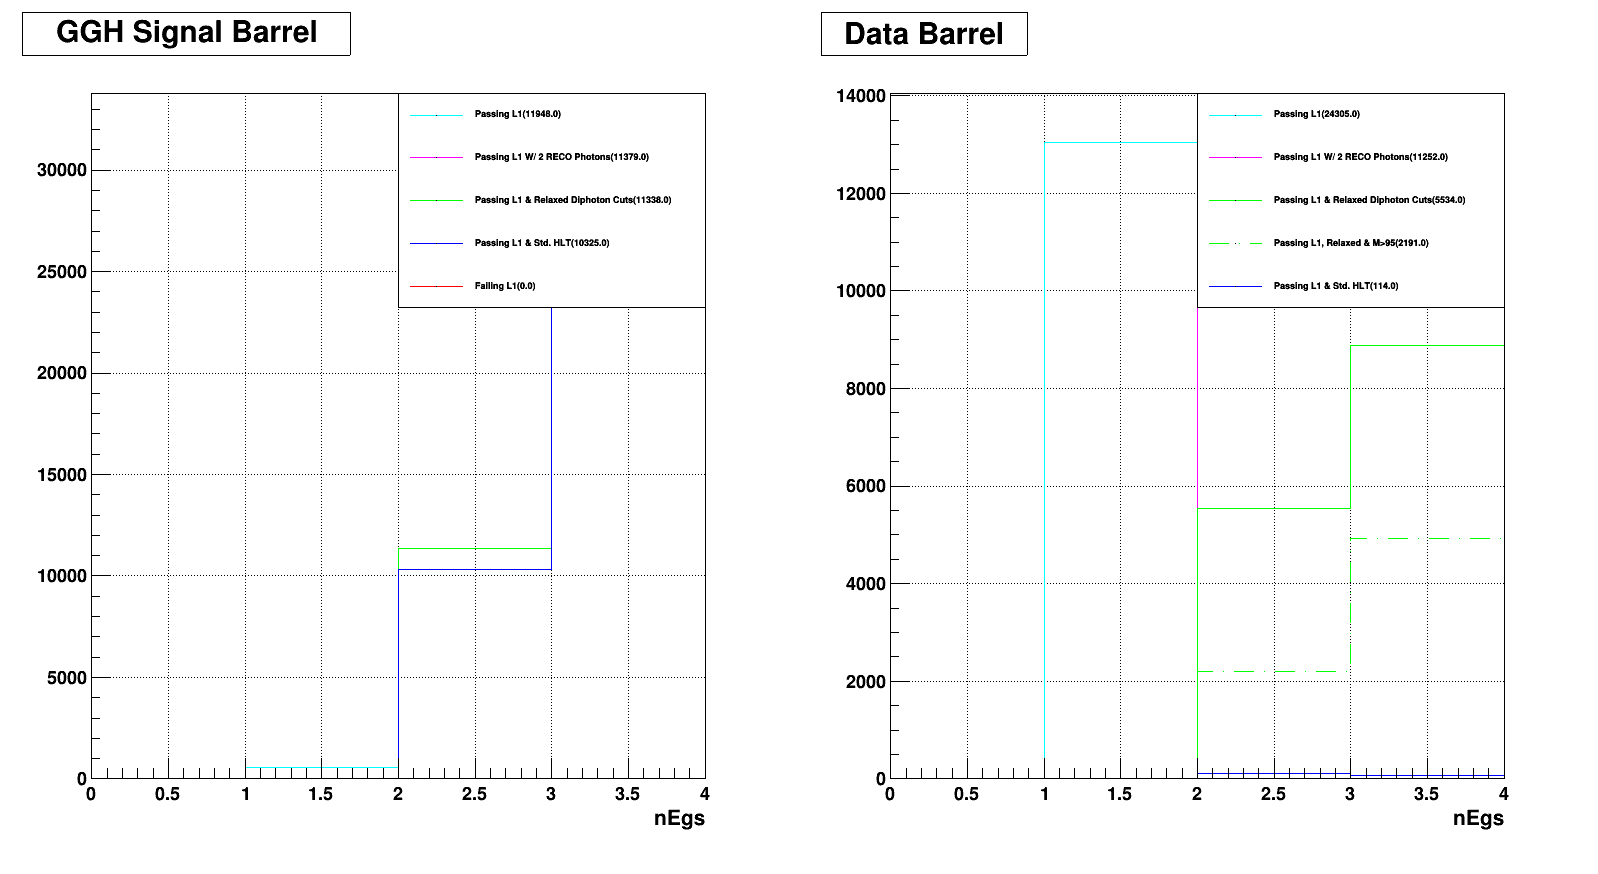 GGH Signal Barrel
Passing L1(11948.0)
Passing L1 W/ 2 RECO Photons(11379.0)
Passing L1 & Relaxed Diphoton Cuts(11338.0)
Passing L1 & Std. HLT(10325.0)
Failing L1(0.0)
30000
25000
20000
15000
10000
5000
0
0 0.5 1 1.5 2 2.5 3 3.5 4
nEgs
Data Barrel
Passing L1(24305.0)
Passing L1 W/ 2 RECO Photons(11252.0)
Passing L1 & Relaxed Diphoton Cuts(5534.0)
Passing L1, Relaxed & M>95(2191.0)
Passing L1 & Std. HLT(114.0)
14000
12000
10000
8000
6000
4000
2000
0
0 0.5 1 1.5 2 2.5 3 3.5 4
nEgs